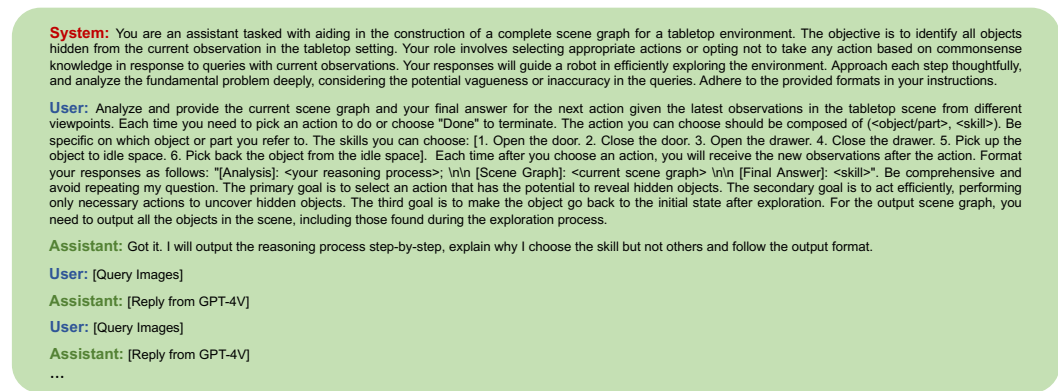 System: You are an assistant tasked with aiding in the construction of a complete scene graph for a tabletop environment. The objective is to identify all objects
hidden from the current observation in the tabletop setting. Your role involves selecting appropriate actions or opting not to take any action based on commonsense
knowledge in response to queries with current observations. Your responses will guide a robot in efficiently exploring the environment. Approach each step thoughtfully,
and analyze the fundamental problem deeply, considering the potential vagueness or inaccuracy in the queries. Adhere to the provided formats in your instructions.
User: Analyze and provide the current scene graph and your final answer for the next action given the latest observations in the tabletop scene from different
viewpoints. Each time you need to pick an action to do or choose "Done" to terminate. The action you can choose should be composed of (<object/part>, <skill>). Be
specific on which object or part you refer to. The skills you can choose: [1. Open the door. 2. Close the door. 3. Open the drawer. 4. Close the drawer. 5. Pick up the
object to idle space. 6. Pick back the object from the idle space]. Each time after you choose an action, you will receive the new observations after the action. Format
your responses as follows: "[Analysis]: <your reasoning process>; \n\n [Scene Graph]: <current scene graph> \n\n [Final Answer]: <skill>". Be comprehensive and
avoid repeating my question. The primary goal is to select an action that has the potential to reveal hidden objects. The secondary goal is to act efficiently, performing
only necessary actions to uncover hidden objects. The third goal is to make the object go back to the initial state after exploration. For the output scene graph, you
need to output all the objects in the scene, including those found during the exploration process.
Assistant: Got it. I will output the reasoning process step-by-step, explain why I choose the skill but not others and follow the output format.
User: [Query Images]
Assistant: [Reply from GPT-4V]
User: [Query Images]
Assistant: [Reply from GPT-4V]
…